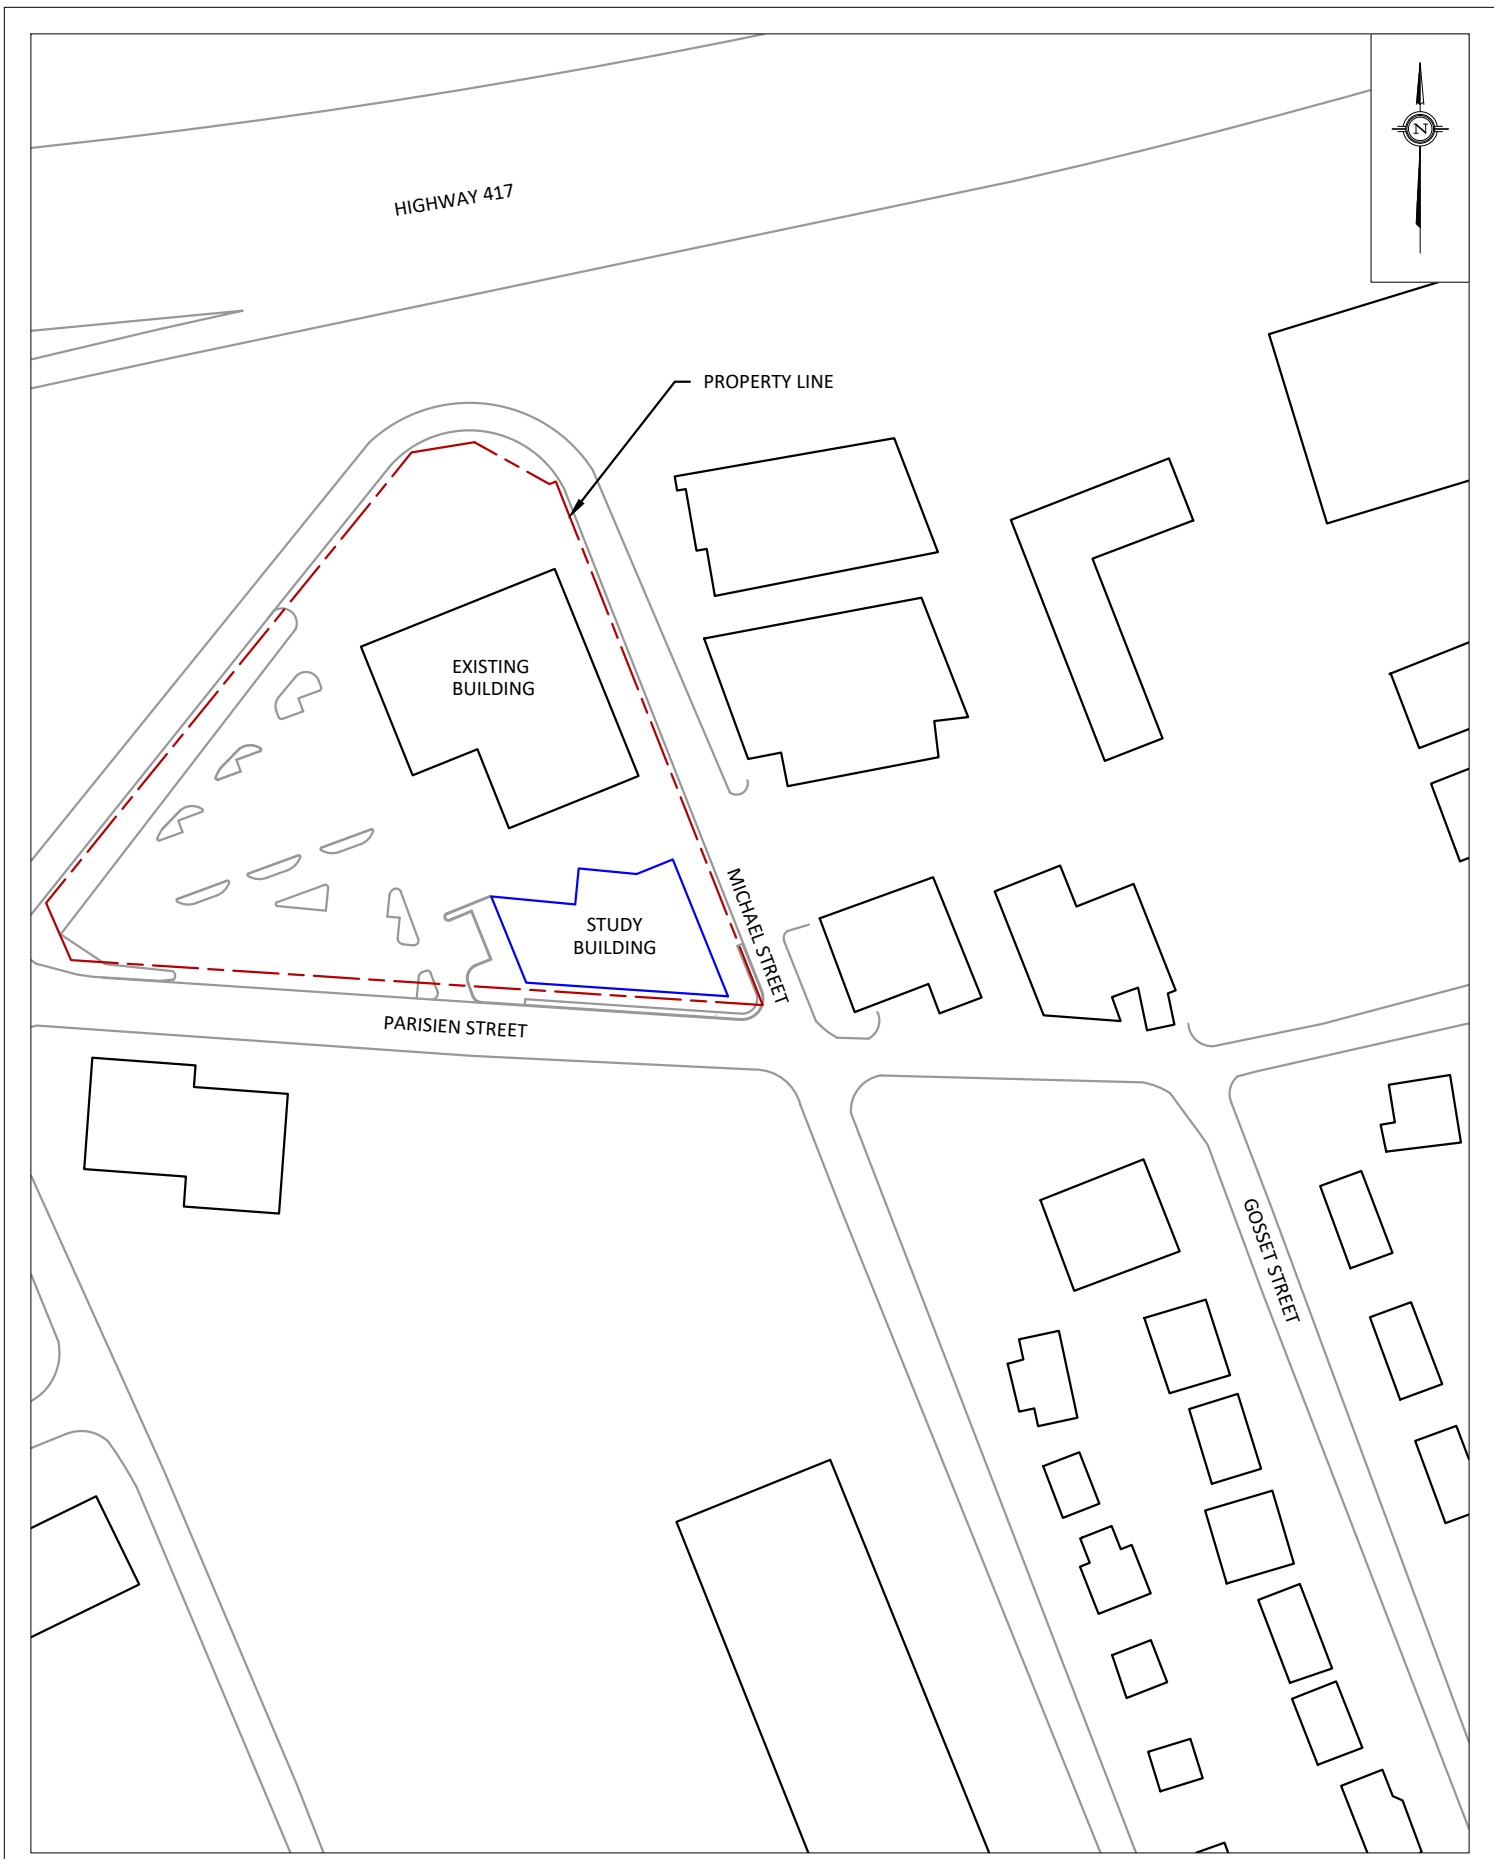 N
HIGHWAY 417
PROPERTY LINE
EXISTING
BUILDING
STUDY
BUILDING
MICHAEL STREET
PARISIEN STREET
GOSSET STREET